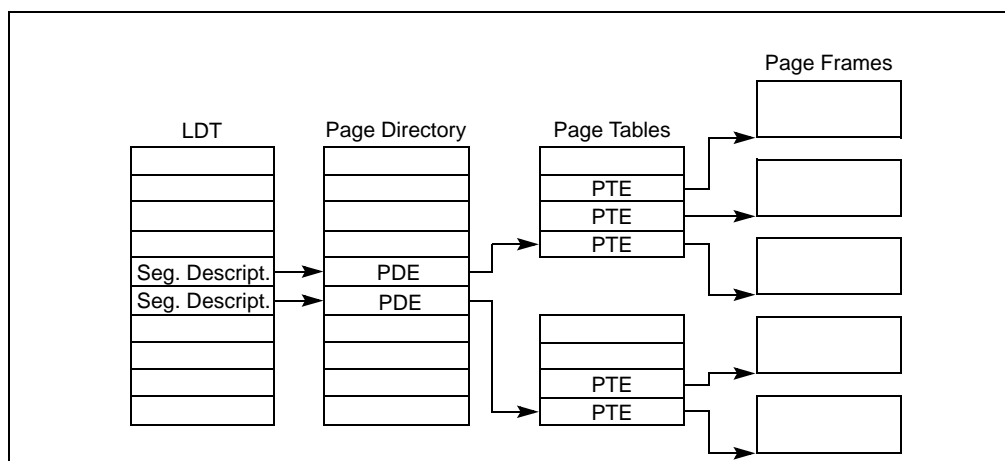 Page Frames
LDT
Page Directory
Page Tables
PTE
PTE
PTE
Seg. Descript.
PDE
Seg. Descript.
PDE
PTE
PTE